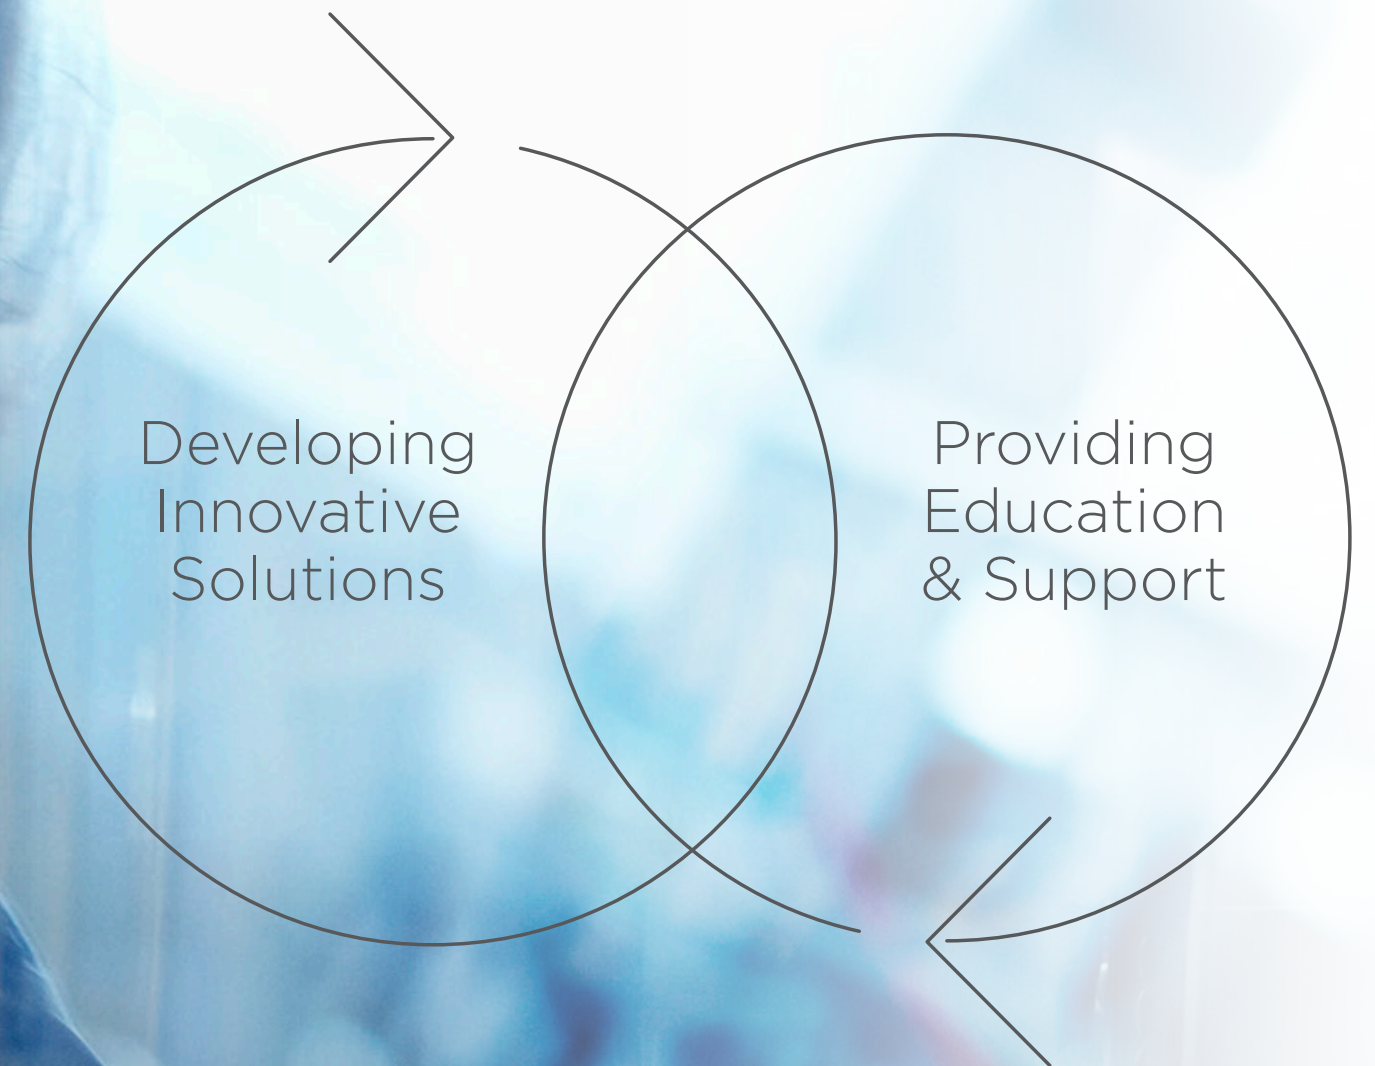 Developing
Innovative
Solutions
Providing
Education
& Support